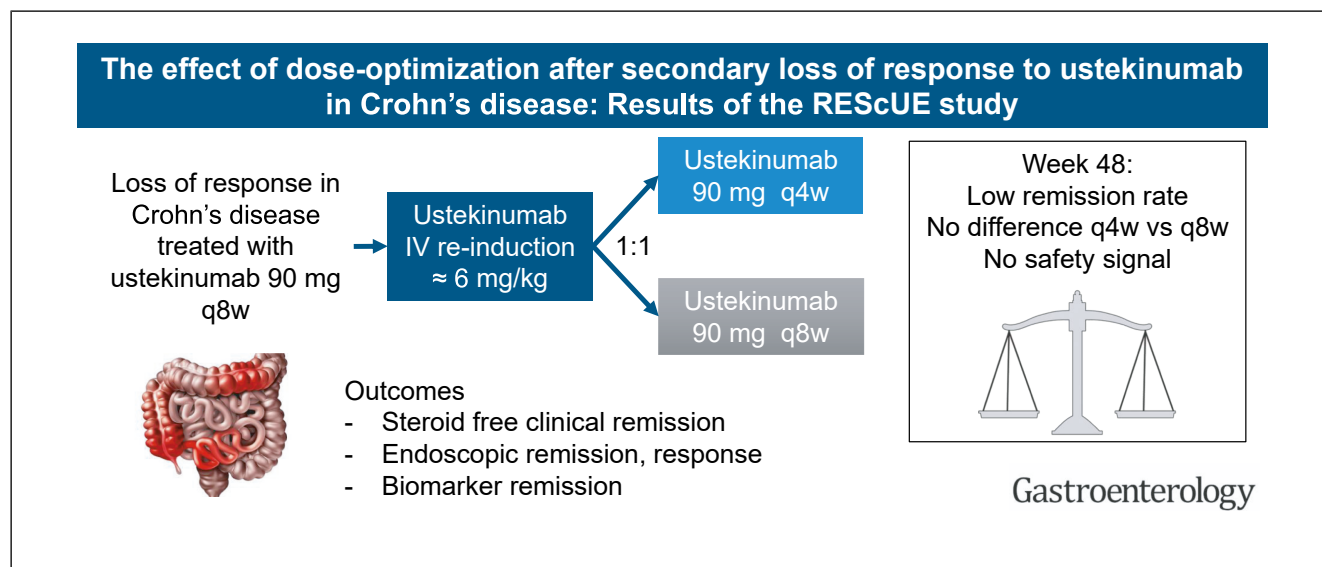 The effect of dose-optimization after secondary loss of response to ustekinumab
in Crohn's disease: Results of the REScUE study
Loss of response in
Crohn's disease
treated with
ustekinumab 90 mg
q8w
Ustekinumab
IV re-induction
≈ 6 mg/kg
1:1
Ustekinumab
90 mg q4w
Ustekinumab
90 mg q8w
Week 48:
Low remission rate
No difference q4w vs q8w
No safety signal
Outcomes
- Steroid free clinical remission
- Endoscopic remission, response
- Biomarker remission
Gastroenterology